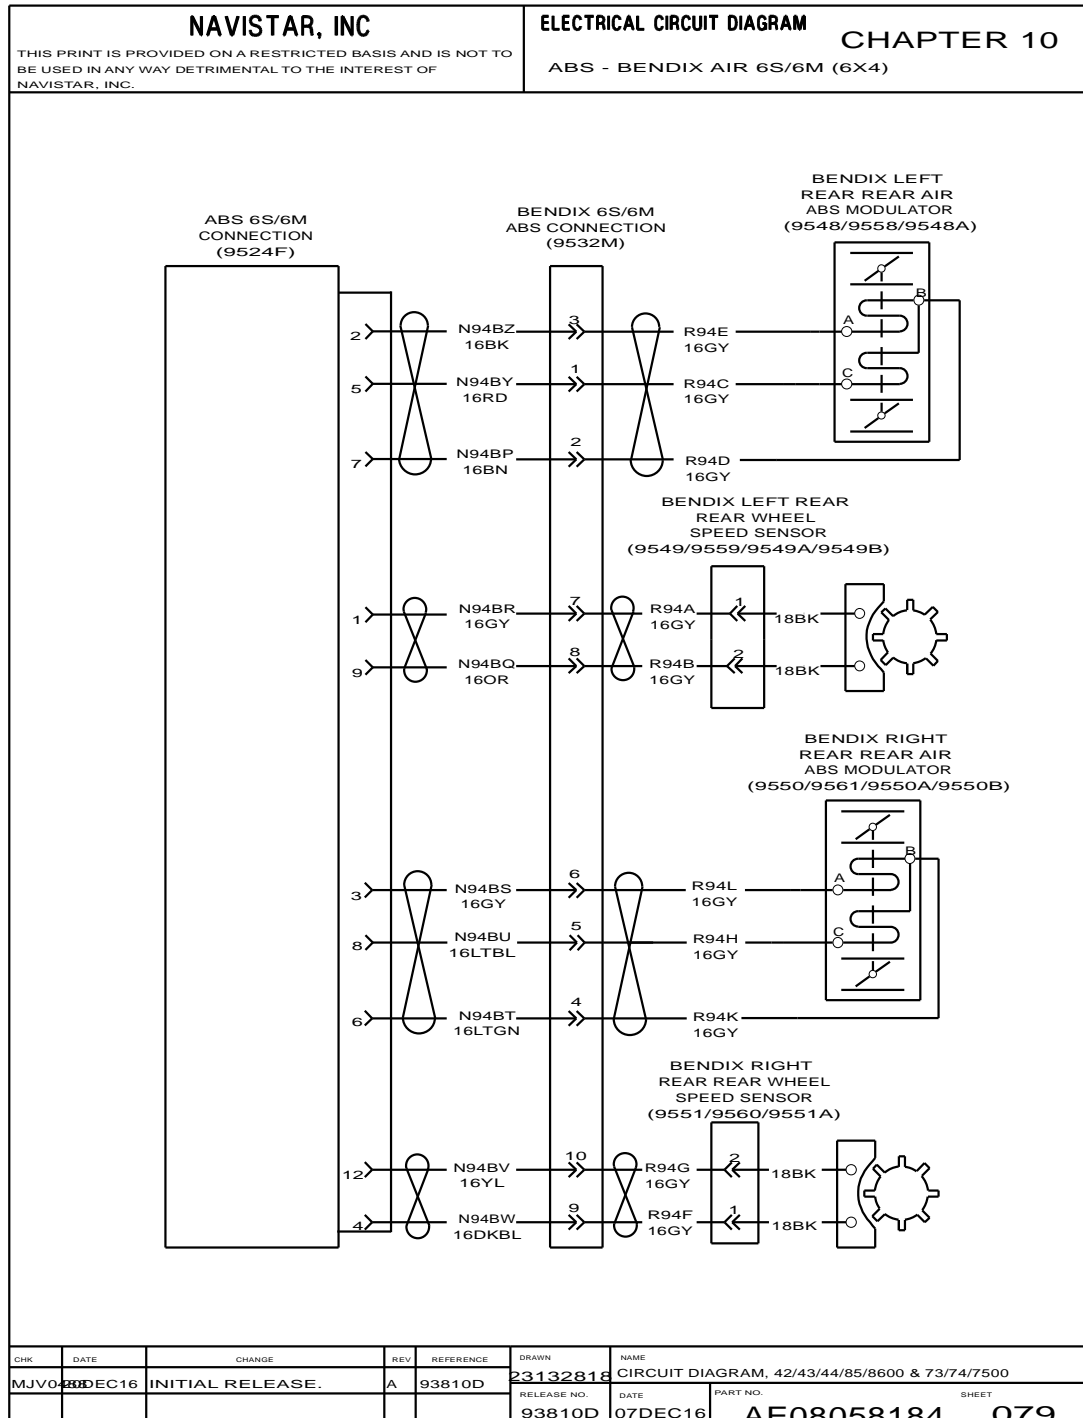 NAVISTAR, INC
THIS PRINT IS PROVIDED ON A RESTRICTED BASIS AND IS NOT TO
BE USED IN ANY WAY DETRIMENTAL TO THE INTEREST OF
NAVISTAR, INC.
ELECTRICAL CIRCUIT DIAGRAM
CHAPTER 10
ABS - BENDIX AIR 6S/6M (6X4)
ABS 6S/6M
CONNECTION
(9524F)
BENDIX 6S/6M
ABS CONNECTION
(9532M)
BENDIX LEFT
REAR REAR AIR
ABS MODULATOR
(9548/9558/9548A)
B
2 N94BZ 3 R94E A
16BK 16GY
5 N94BY 1 R94C C
16RD 16GY
7 N94BP 2 R94D
16BN 16GY
BENDIX LEFT REAR
REAR WHEEL
SPEED SENSOR
(9549/9559/9549A/9549B)
1 N94BR 7 R94A 1 18BK
16GY 16GY
9 N94BQ 8 R94B 2 18BK
16OR 16GY
BENDIX RIGHT
REAR REAR AIR
ABS MODULATOR
(9550/9561/9550A/9550B)
B
3 N94BS 6 R94L A
16GY 16GY
8 N94BU 5 R94H C
16LTBL 16GY
6 N94BT 4 R94K
16LTGN 16GY
BENDIX RIGHT
REAR REAR WHEEL
SPEED SENSOR
(9551/9560/9551A)
12 N94BV 10 R94G 2 18BK
16YL 16GY
4 N94BW 9 R94F 1 18BK
16DKBL 16GY
CHK DATE CHANGE REV REFERENCE DRAWN NAME
DEC16 INITIAL RELEASE. A 93810D 23132818 CIRCUIT DIAGRAM, 42/43/44/85/8600 & 73/74/7500
RELEASE NO. DATE PART NO. SHEET
93810D 07DEC16 AE08058184 079